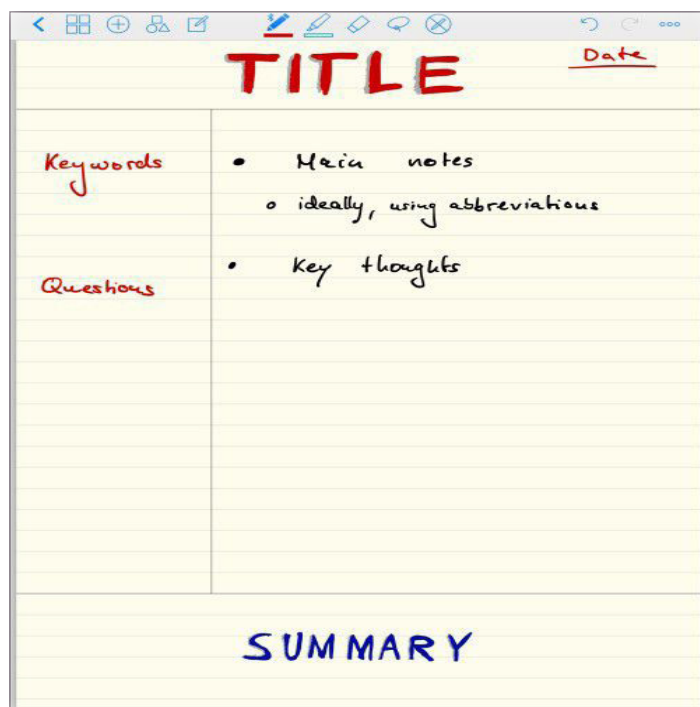 TITLE
Date
Keywords
• Main notes
◦ ideally, using abbreviations
• Key thoughts
Questions
SUMMARY